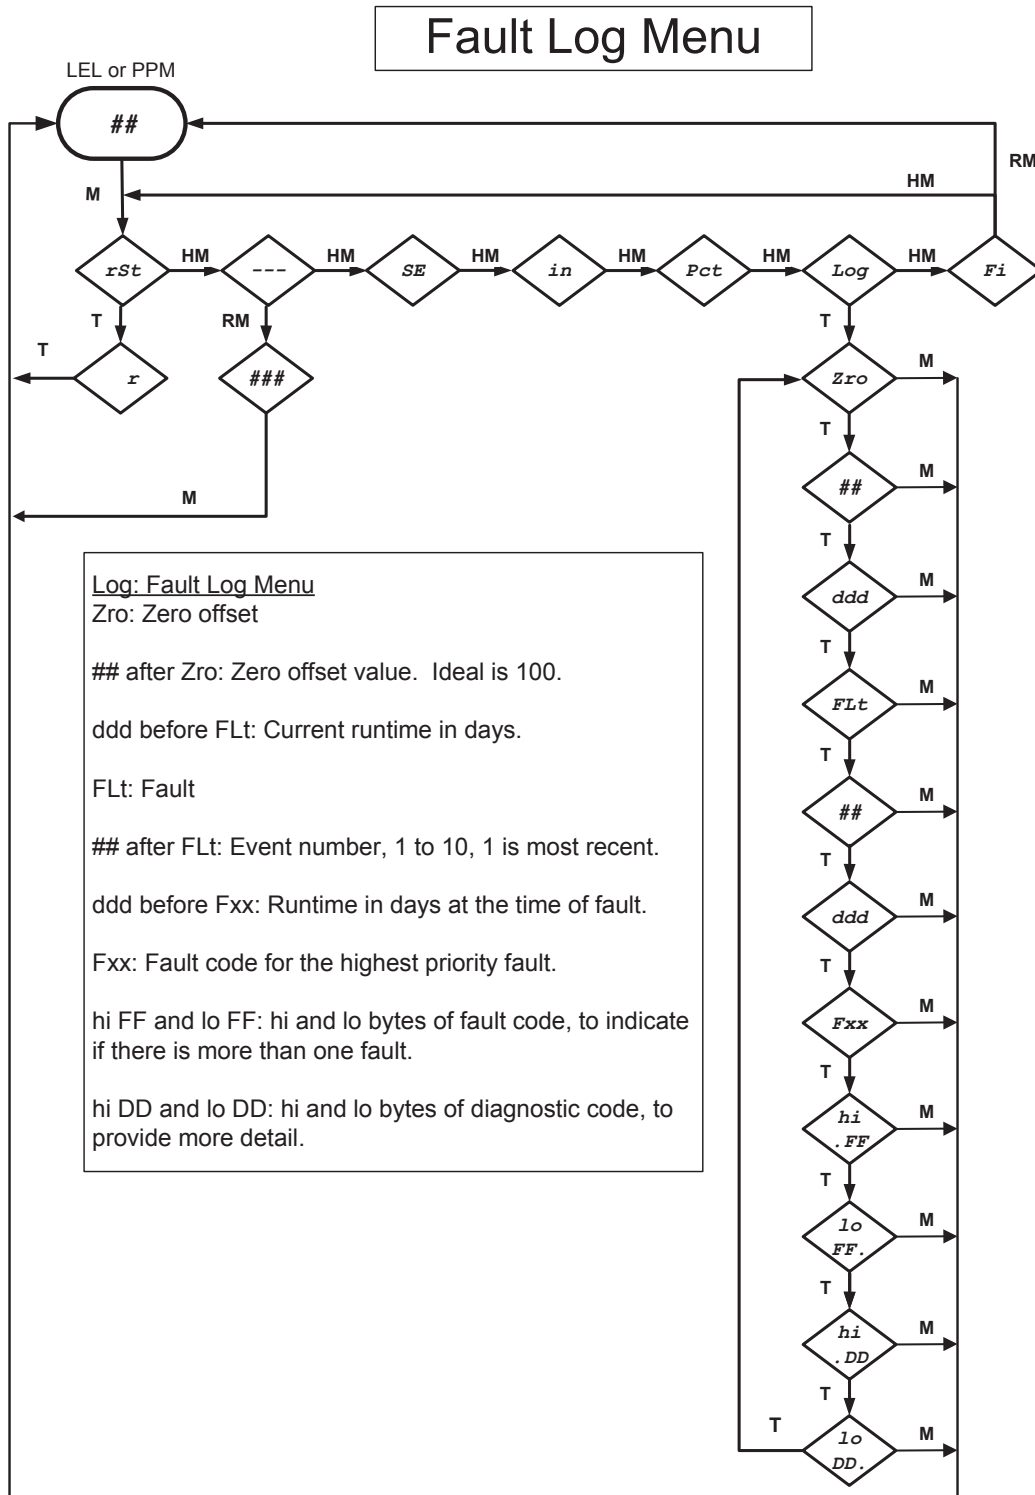 Fault Log Menu
LEL or PPM
##
RM
M
HM
rSt
HM
---
HM
SE
HM
in
HM
Pct
HM
Log
HM
Fi
T
RM
T
T
r
###
Zro
M
T
M
##
M
T
ddd
M
T
FLt
M
T
##
M
T
ddd
M
T
Fxx
M
T
hi
.FF
M
T
lo
FF.
M
T
hi
.DD
M
T
T
lo
DD.
M
Log: Fault Log Menu
Zro: Zero offset
## after Zro: Zero offset value.  Ideal is 100.
ddd before FLt: Current runtime in days.
FLt: Fault
## after FLt: Event number, 1 to 10, 1 is most recent.
ddd before Fxx: Runtime in days at the time of fault.
Fxx: Fault code for the highest priority fault.
hi FF and lo FF: hi and lo bytes of fault code, to indicate
if there is more than one fault.
hi DD and lo DD: hi and lo bytes of diagnostic code, to
provide more detail.